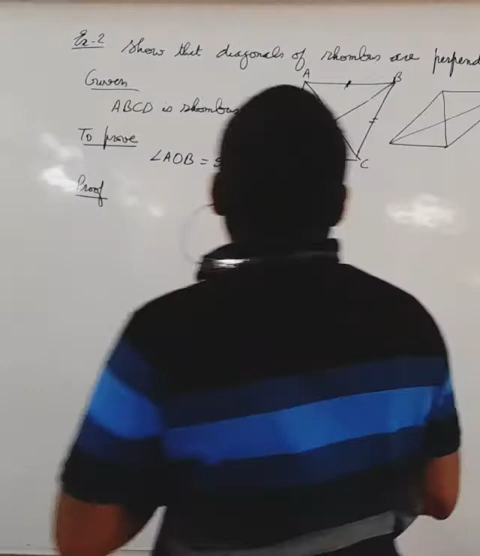 Ex-2 Show that diagonals of rhombus are perpend
Given
A B
ABCD is rhombus
To prove
∠AOB =
C
Proof